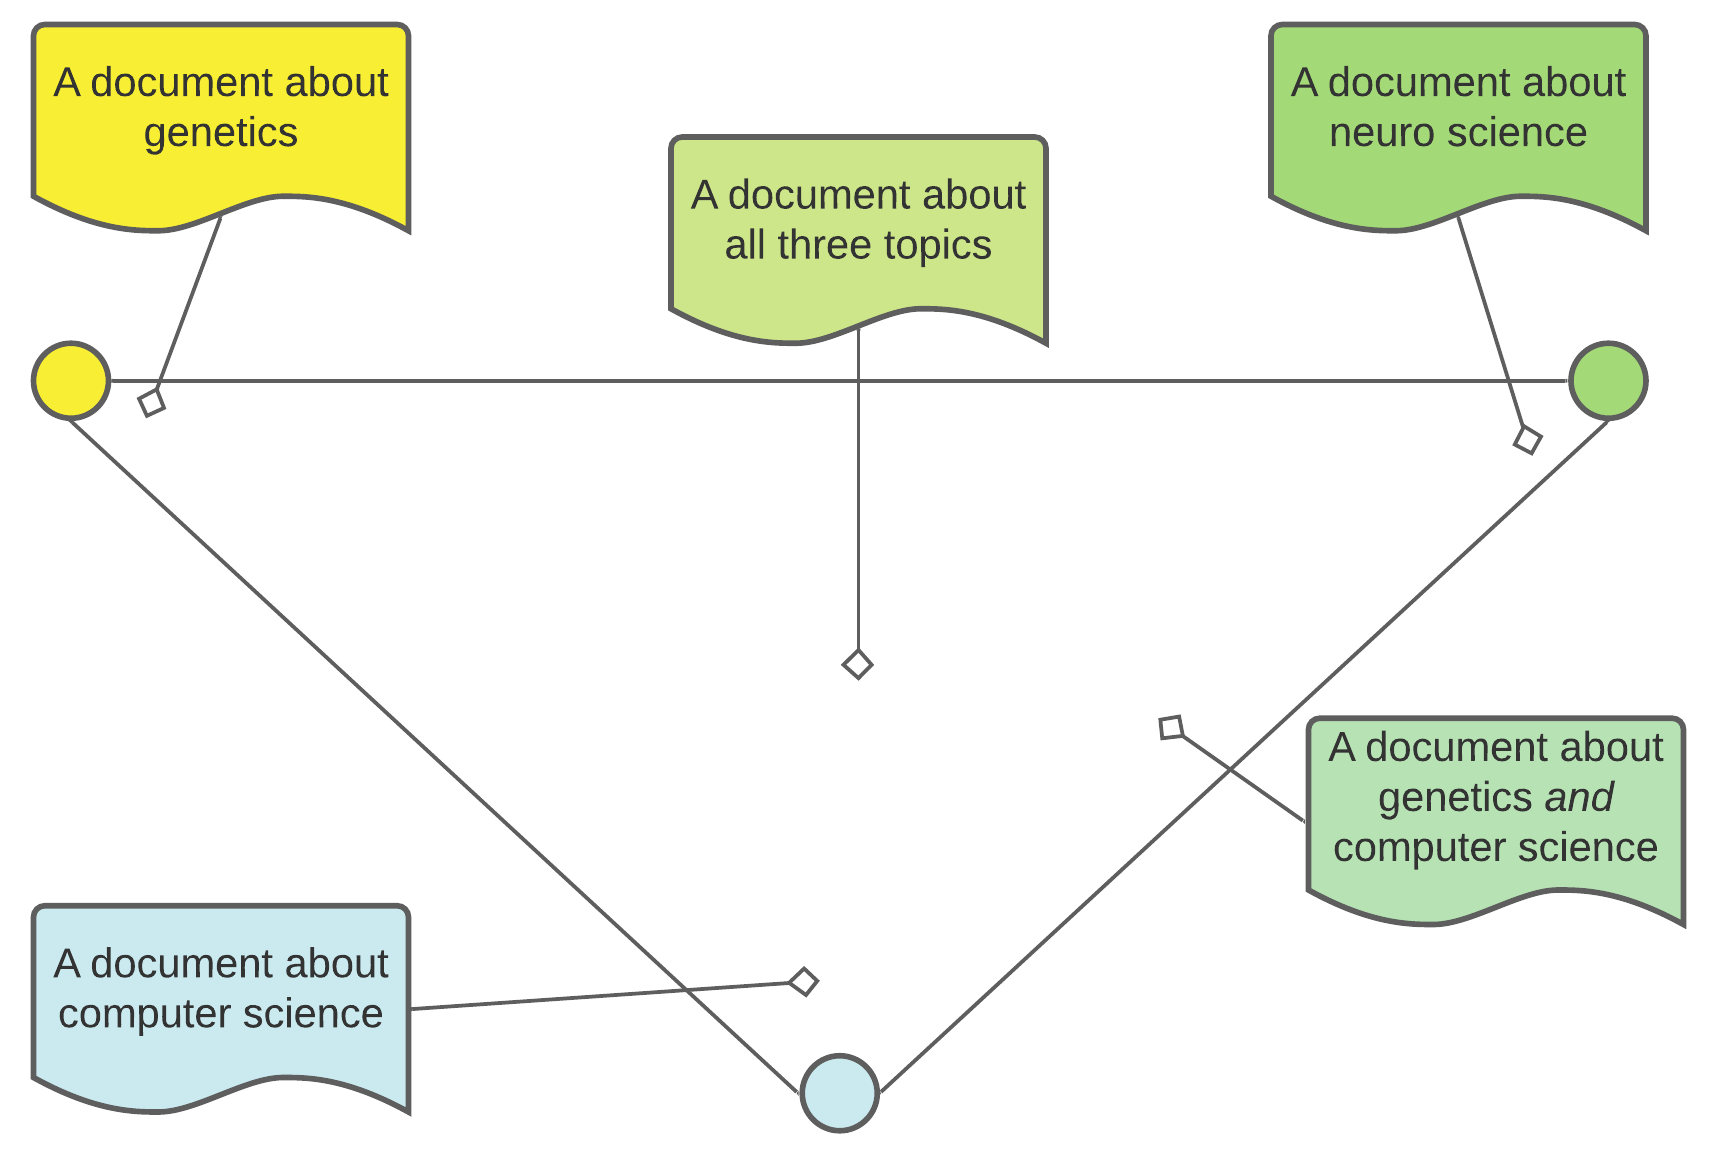 A document about
genetics
A document about
all three topics
A document about
neuro science
A document about
genetics and
computer science
A document about
computer science